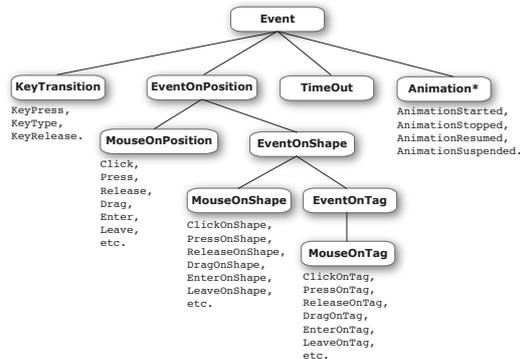 Event
KeyTransition
EventOnPosition
TimeOut
Animation*
KeyPress,
KeyType,
KeyRelease.
AnimationStarted,
AnimationStopped,
AnimationResumed,
AnimationSuspended.
MouseOnPosition
EventOnShape
Click,
Press,
Release,
Drag,
Enter,
Leave,
etc.
MouseOnShape
EventOnTag
ClickOnShape,
PressOnShape,
ReleaseOnShape,
DragOnShape,
EnterOnShape,
LeaveOnShape,
etc.
MouseOnTag
ClickOnTag,
PressOnTag,
ReleaseOnTag,
DragOnTag,
EnterOnTag,
LeaveOnTag,
etc.